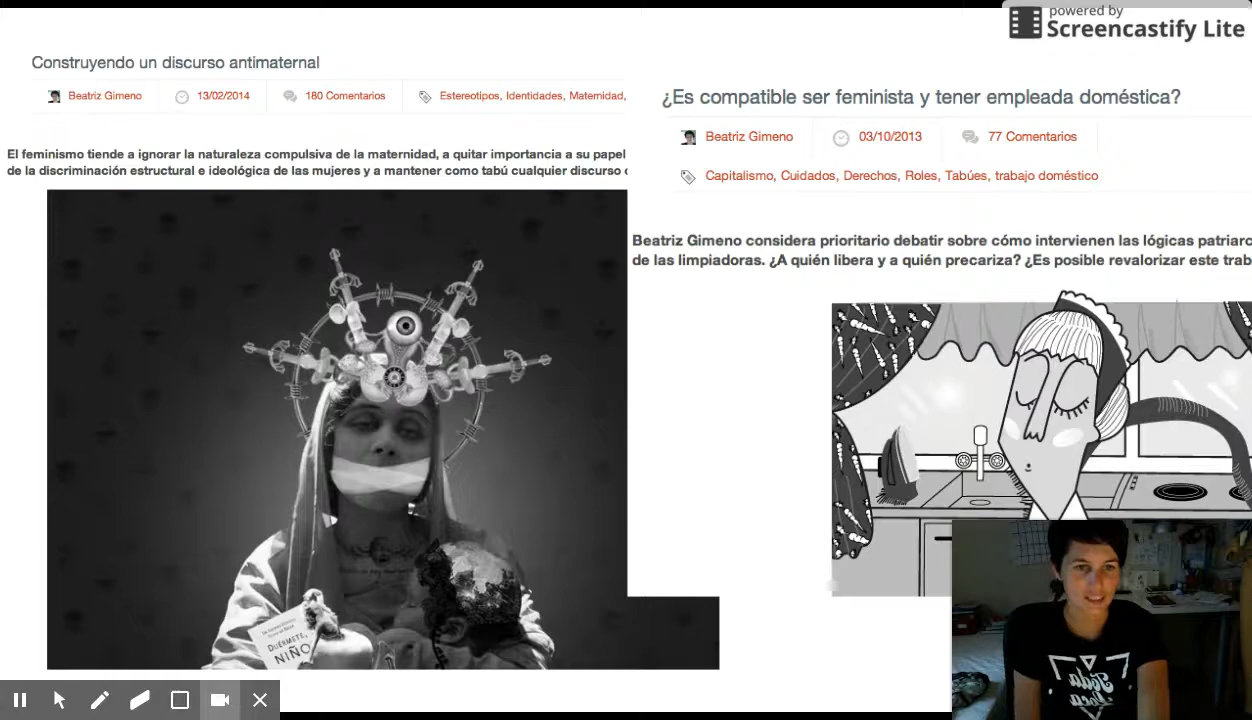 powered by
Screencastify Lite
Construyendo un discurso antimaternal
Beatriz Gimeno
13/02/2014
180 Comentarios
Estereotipos, Identidades, Maternidad,
El feminismo tiende a ignorar la naturaleza compulsiva de la maternidad, a quitar importancia a su papel
de la discriminación estructural e ideológica de las mujeres y a mantener como tabú cualquier discurso
DUÉRMETE,
NIÑO
¿Es compatible ser feminista y tener empleada doméstica?
Beatriz Gimeno
03/10/2013
77 Comentarios
Capitalismo, Cuidados, Derechos, Roles, Tabúes, trabajo doméstico
Beatriz Gimeno considera prioritario debatir sobre cómo intervienen las lógicas
de las limpiadoras. ¿A quién libera y a quién precariza? ¿Es posible revalorizar este
Toda
Loca